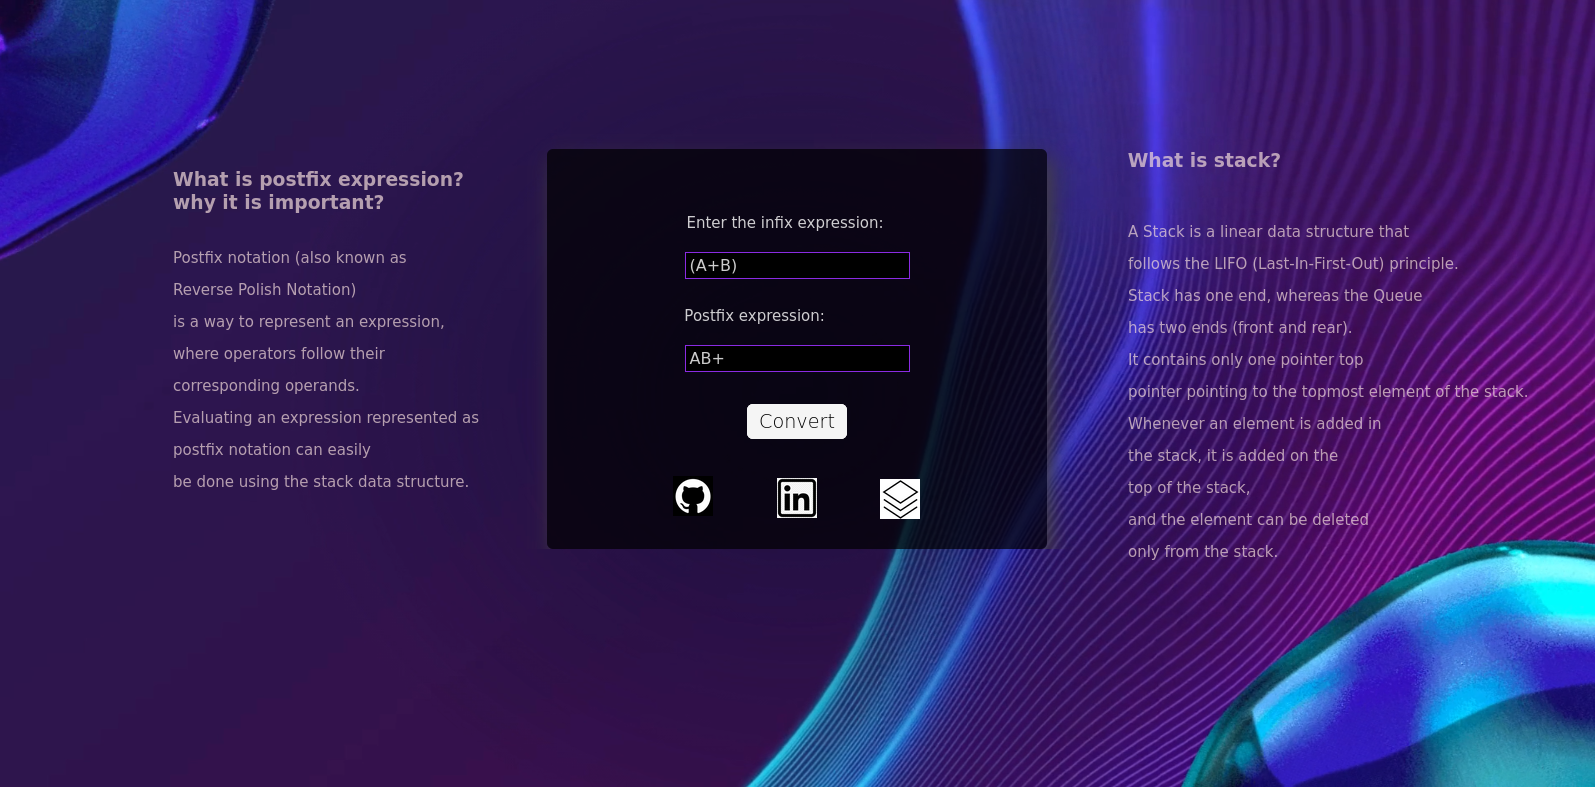 What is postfix expression?
why it is important?
Postfix notation (also known as
Reverse Polish Notation)
is a way to represent an expression,
where operators follow their
corresponding operands.
Evaluating an expression represented as
postfix notation can easily
be done using the stack data structure.
Enter the infix expression:
(A+B)
Postfix expression:
AB+
Convert
in
What is stack?
A Stack is a linear data structure that
follows the LIFO (Last-In-First-Out) principle.
Stack has one end, whereas the Queue
has two ends (front and rear).
It contains only one pointer top
pointer pointing to the topmost element of the stack.
Whenever an element is added in
the stack, it is added on the
top of the stack,
and the element can be deleted
only from the stack.